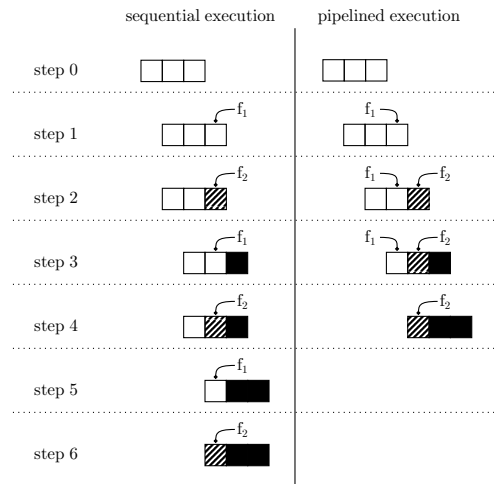 sequential execution pipelined execution
step 0
step 1 f₁ f₁
step 2 f₂ f₁ f₂
step 3 f₁ f₁ f₂
step 4 f₂ f₂
step 5 f₁
step 6 f₂